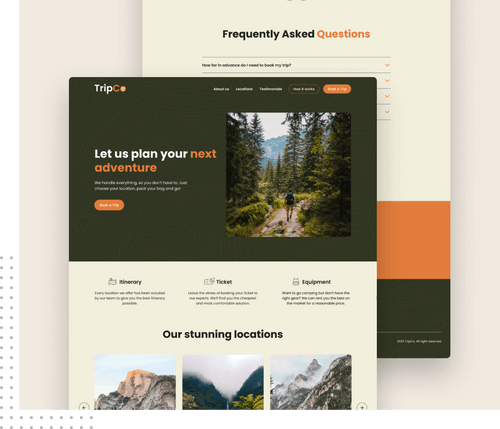 Frequently Asked Questions
How far in advance do I need to book my trip?
TripCo
About us
Locations
Testimonials
How it works
Book a Trip
Let us plan your next
adventure
We handle everything, so you don't have to. Just
choose your location, pack your bag and go!
Book a Trip
Itinerary
Every location we offer has been scouted
by our team to give you the best itinerary
possible.
Ticket
Leave the stress of booking your ticket to
our experts. We'll find you the cheapest
and most comfortable solution.
Equipment
Want to go camping but don't have the
right gear? We can rent you the best on
the market for a reasonable price.
Our stunning locations
2023 TripCo. All right reserved.